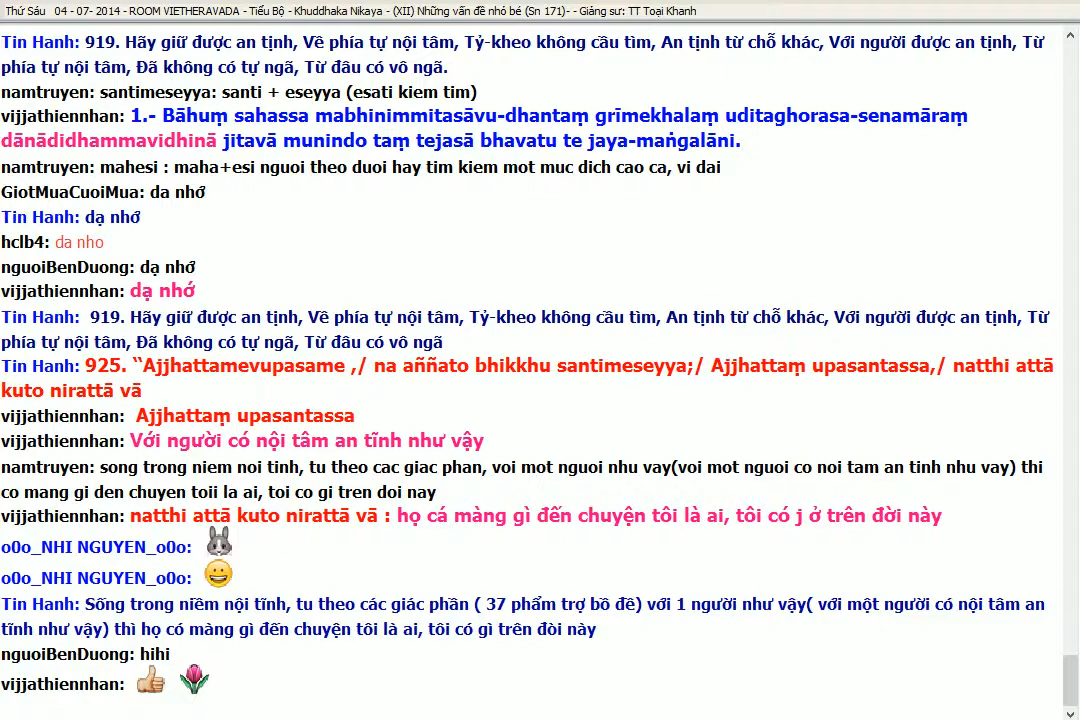 Thứ Sáu 04 - 07- 2014 - ROOM VIETHERAVADA - Tiểu Bộ - Khuddhaka Nikaya - (XII) Những vấn đề nhỏ bé (Sn 171)- - Giảng sư: TT Toại Khanh
Tin Hanh: 919. Hãy giữ được an tịnh, Về phía tự nội tâm, Tỷ-kheo không cầu tìm, An tịnh từ chỗ khác, Với người được an tịnh, Từ
phía tự nội tâm, Đã không có tự ngã, Từ đâu có vô ngã.
namtruyen: santimeseyya: santi + eseyya (esati kiem tim)
vijjathiennhan: 1.- Bāhuṃ sahassa mabhinimmitasāvu-dhantaṃ grīmekhalaṃ uditaghorasa-senamāraṃ
dānādidhammavidhinā jitavā munindo taṃ tejasā bhavatu te jaya-maṅgalāni.
namtruyen: mahesi : maha+esi nguoi theo duoi hay tim kiem mot muc dich cao ca, vi dai
GiotMuaCuoiMua: da nhớ
Tin Hanh: dạ nhớ
hclb4: da nho
nguoiBenDuong: dạ nhớ
vijjathiennhan: dạ nhớ
Tin Hanh: 919. Hãy giữ được an tịnh, Về phía tự nội tâm, Tỷ-kheo không cầu tìm, An tịnh từ chỗ khác, Với người được an tịnh, Từ
phía tự nội tâm, Đã không có tự ngã, Từ đâu có vô ngã
Tin Hanh: 925. “Ajjhattamevupasame ,/ na aññato bhikkhu santimeseyya;/ Ajjhattaṃ upasantassa,/ natthi attā
kuto nirattā vā
vijjathiennhan: Ajjhattaṃ upasantassa
vijjathiennhan: Với người có nội tâm an tĩnh như vậy
namtruyen: song trong niem noi tinh, tu theo cac giac phan, voi mot nguoi nhu vay(voi mot nguoi co noi tam an tinh nhu vay) thi
co mang gi den chuyen toii la ai, toi co gi tren doi nay
vijjathiennhan: natthi attā kuto nirattā vā : họ cá màng gì đến chuyện tôi là ai, tôi có j ở trên đời này
o0o_NHI NGUYEN_o0o:
o0o_NHI NGUYEN_o0o:
Tin Hanh: Sống trong niềm nội tĩnh, tu theo các giác phần ( 37 phẩm trợ bồ đề) với 1 người như vậy( với một người có nội tâm an
tĩnh như vậy) thì họ có màng gì đến chuyện tôi là ai, tôi có gì trên đòi này
nguoiBenDuong: hihi
vijjathiennhan: